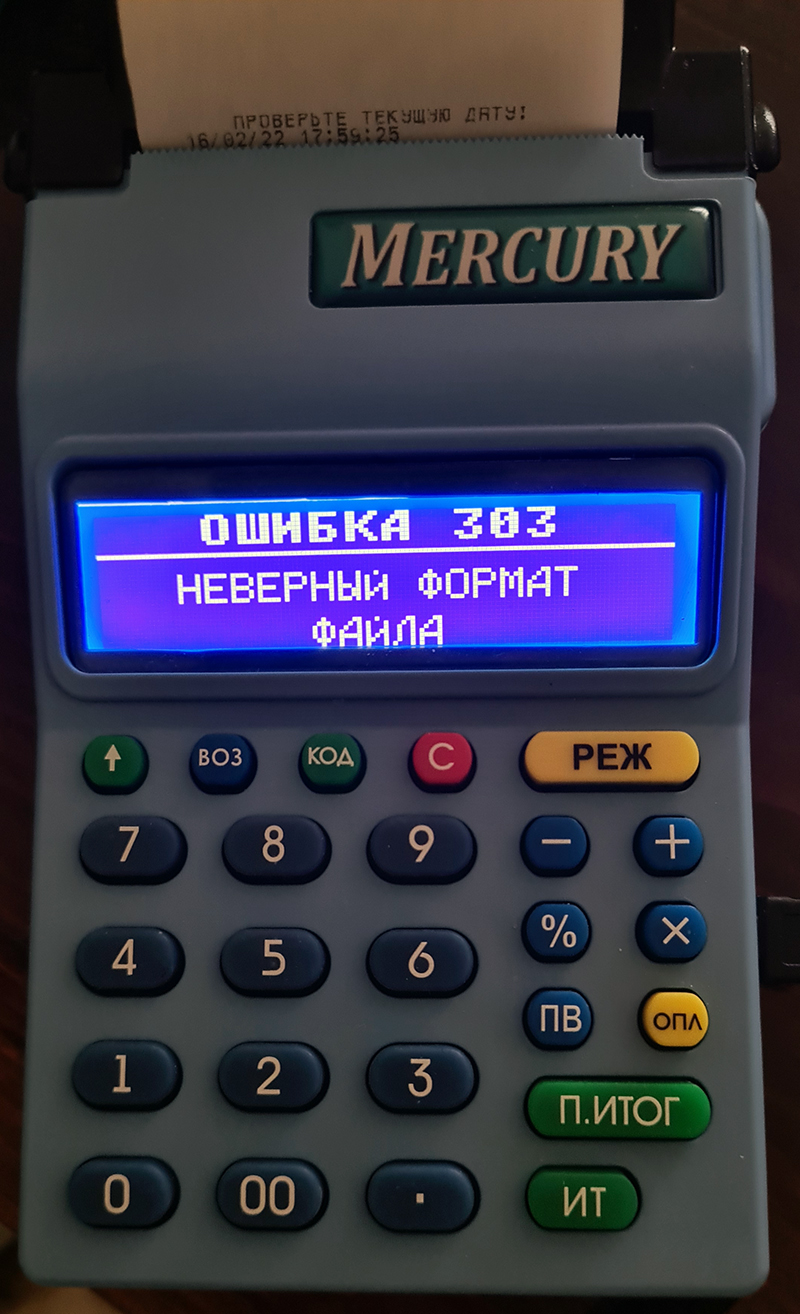 ПРОВЕРЬТЕ ТЕКУЩУЮ ДАТУ!
16/02/22 17:59:25
MERCURY
ОШИБКА 303
НЕВЕРНЫЙ ФОРМАТ
ФАЙЛА
↑ ВОЗ КОД С РЕЖ
7 8 9 − +
4 5 6 % ×
ПВ ОПЛ
1 2 3 П.ИТОГ
0 00 . ИТ